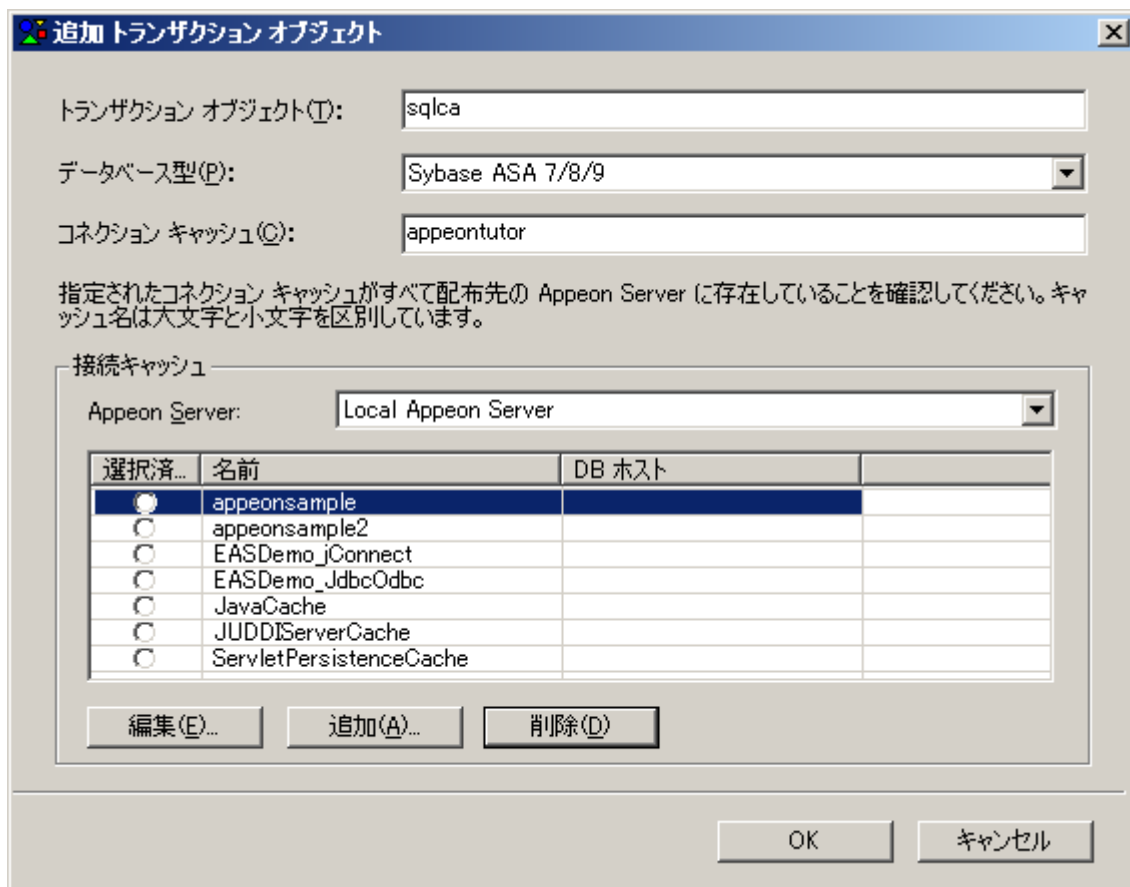 追加 トランザクション オブジェクト
トランザクション オブジェクト(T): sqlca
データベース型(P): Sybase ASA 7/8/9
コネクション キャッシュ(C): appeontutor
指定されたコネクション キャッシュがすべて配布先の Appeon Server に存在していることを確認してください。キャ
ッシュ名は大文字と小文字を区別しています。
接続キャッシュ
Appeon Server: Local Appeon Server
選択済... 名前 DB ホスト
appeonsample
appeonsample2
EASDemo_jConnect
EASDemo_JdbcOdbc
JavaCache
JUDDIServerCache
ServletPersistenceCache
編集(E)... 追加(A)... 削除(D)
OK キャンセル